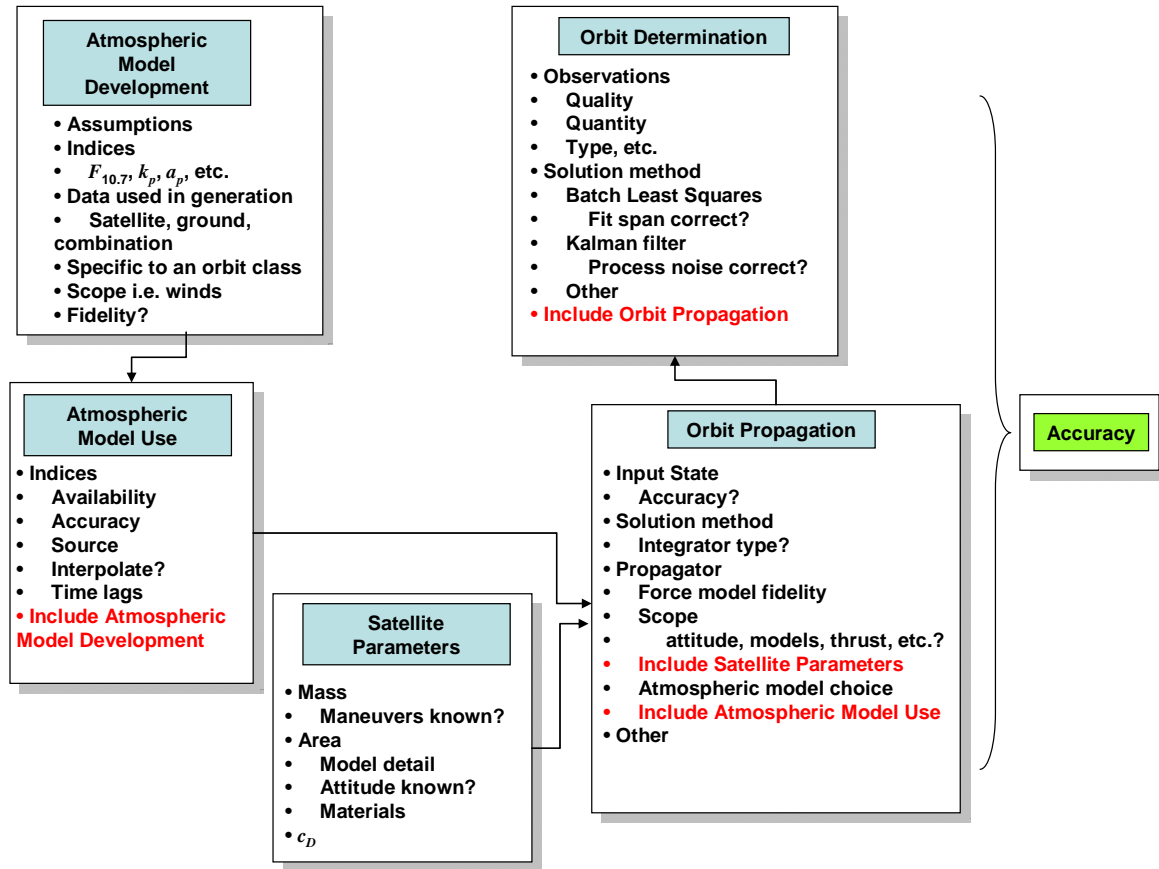 Atmospheric
Model
Development
• Assumptions
• Indices
• F10.7, kp, ap, etc.
• Data used in generation
• Satellite, ground,
combination
• Specific to an orbit class
• Scope i.e. winds
• Fidelity?
Orbit Determination
• Observations
• Quality
• Quantity
• Type, etc.
• Solution method
• Batch Least Squares
• Fit span correct?
• Kalman filter
• Process noise correct?
• Other
• Include Orbit Propagation
Atmospheric
Model Use
• Indices
• Availability
• Accuracy
• Source
• Interpolate?
• Time lags
• Include Atmospheric
Model Development
Satellite
Parameters
• Mass
• Maneuvers known?
• Area
• Model detail
• Attitude known?
• Materials
• cD
Orbit Propagation
• Input State
• Accuracy?
• Solution method
• Integrator type?
• Propagator
• Force model fidelity
• Scope
• attitude, models, thrust, etc.?
• Include Satellite Parameters
• Atmospheric model choice
• Include Atmospheric Model Use
• Other
Accuracy